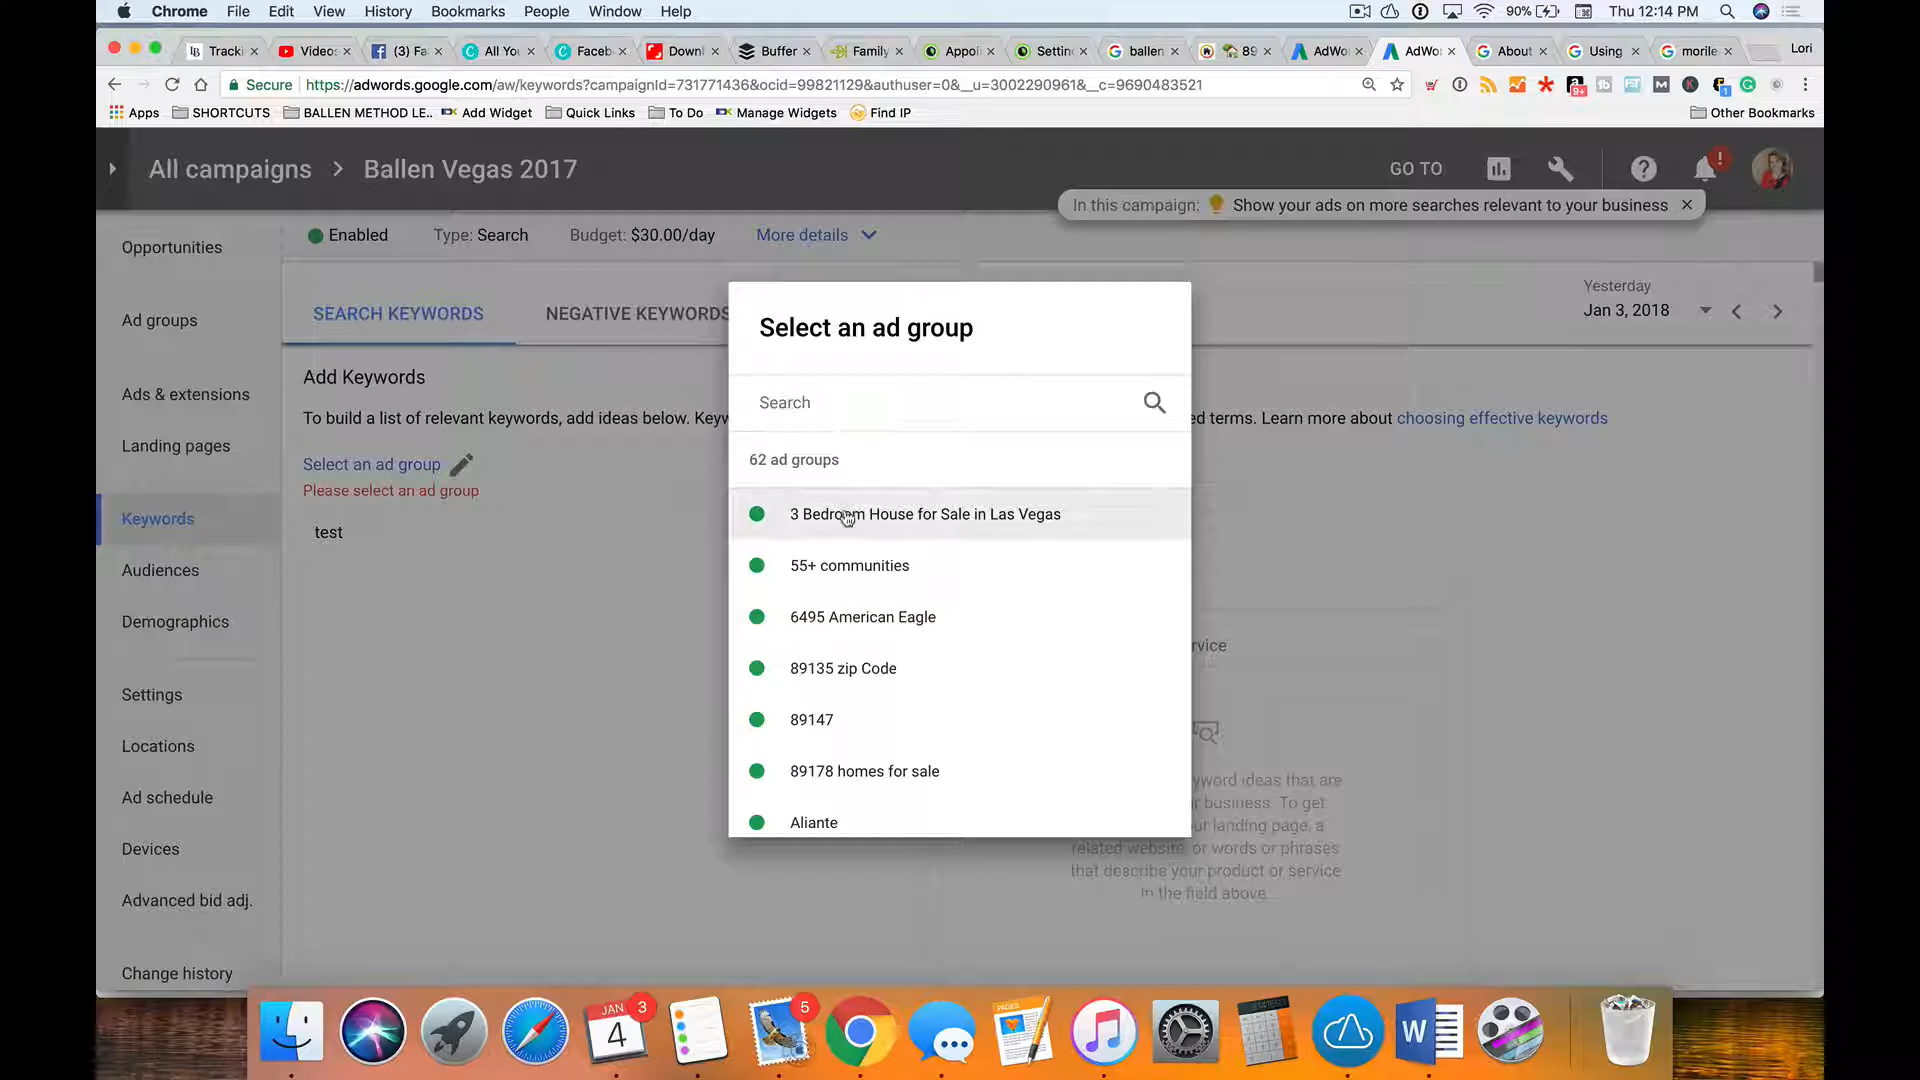 Chrome File Edit View History Bookmarks People Window Help 90% Thu 12:14 PM
Tracki Videos (3) Fa All Yo Faceb Downl Buffer Family Appoi Settin ballen 89 AdWo AdWo About Using morile Lori
Secure https://adwords.google.com/aw/keywords?campaignId=731771436&ocid=99821129&authuser=0&__u=3002290961&__c=9690483521
Apps SHORTCUTS BALLEN METHOD LE.. Add Widget Quick Links To Do Manage Widgets Find IP Other Bookmarks
All campaigns > Ballen Vegas 2017 GO TO
In this campaign: Show your ads on more searches relevant to your business
Enabled Type: Search Budget: $30.00/day More details
Opportunities
Ad groups
Ads & extensions
Landing pages
Keywords
Audiences
Demographics
Settings
Locations
Ad schedule
Devices
Advanced bid adj.
Change history
SEARCH KEYWORDS NEGATIVE KEYWORDS
Yesterday
Jan 3, 2018
Add Keywords
To build a list of relevant keywords, add ideas below. Keyw
ed terms. Learn more about choosing effective keywords
Select an ad group
Please select an ad group
test
Select an ad group
Search
62 ad groups
3 Bedroom House for Sale in Las Vegas
55+ communities
6495 American Eagle
89135 zip Code
89147
89178 homes for sale
Aliante
rvice
yword ideas that are
business. To get
ur landing page, a
related website, or words or phrases
that describe your product or service
in the field above.
JAN 3
4
5
PAGES
W